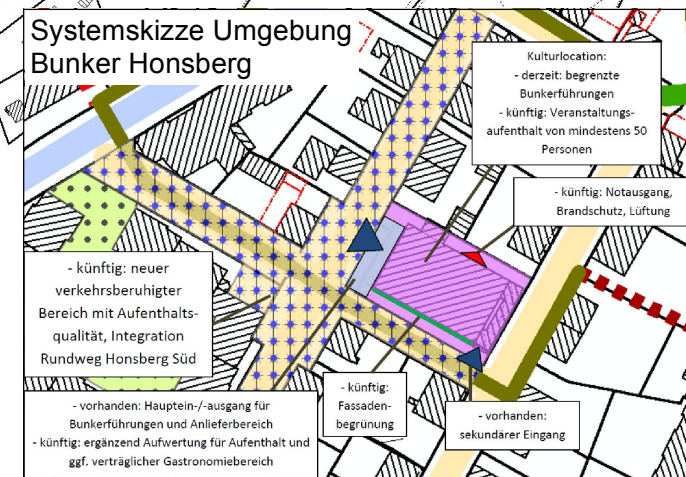 Systemskizze Umgebung
Bunker Honsberg
Kulturlocation:
- derzeit: begrenzte
Bunkerführungen
- künftig: Veranstaltungs-
aufenthalt von mindestens 50
Personen
- künftig: Notausgang,
Brandschutz, Lüftung
- künftig: neuer
verkehrsberuhigter
Bereich mit Aufenthalts-
qualität, Integration
Rundweg Honsberg Süd
- künftig:
Fassaden-
begrünung
- vorhanden:
sekundärer Eingang
- vorhanden: Hauptein-/-ausgang für
Bunkerführungen und Anlieferbereich
- künftig: ergänzend Aufwertung für Aufenthalt und
ggf. verträglicher Gastronomiebereich